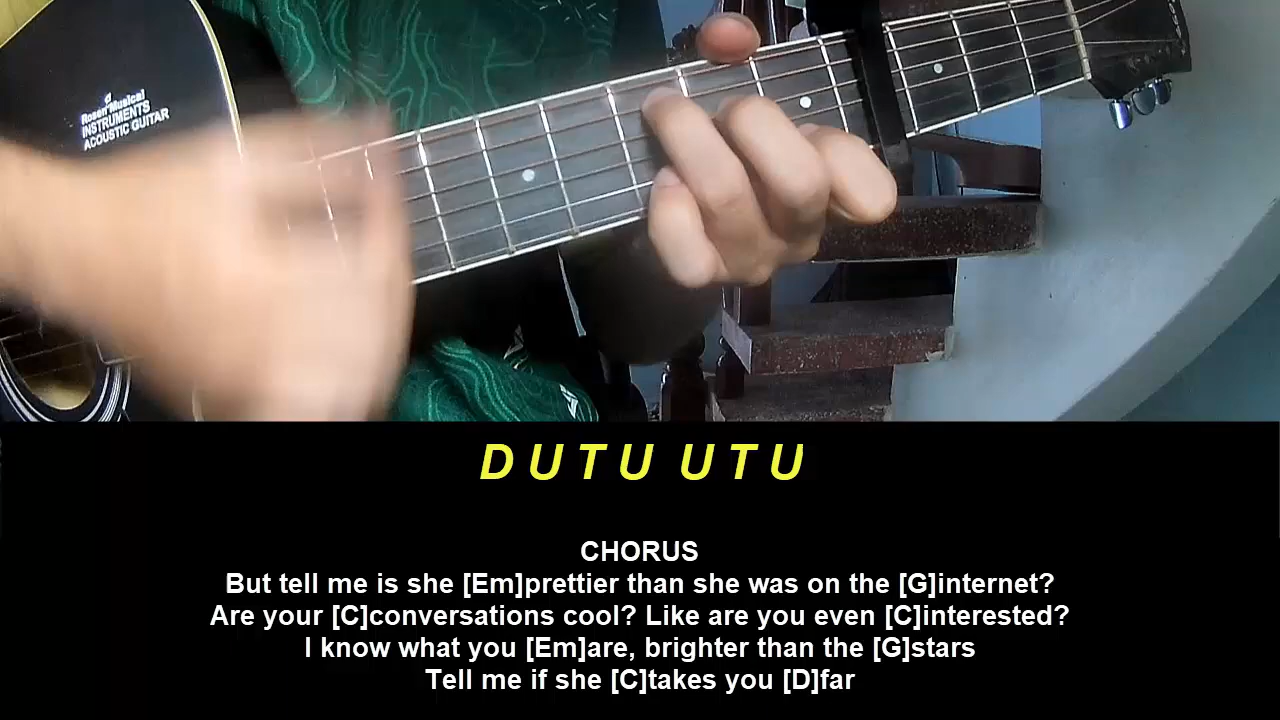 Rosen Musical
INSTRUMENTS
ACOUSTIC GUITAR
D U T U U T U
CHORUS
But tell me is she [Em]prettier than she was on the [G]internet?
Are your [C]conversations cool? Like are you even [C]interested?
I know what you [Em]are, brighter than the [G]stars
Tell me if she [C]takes you [D]far